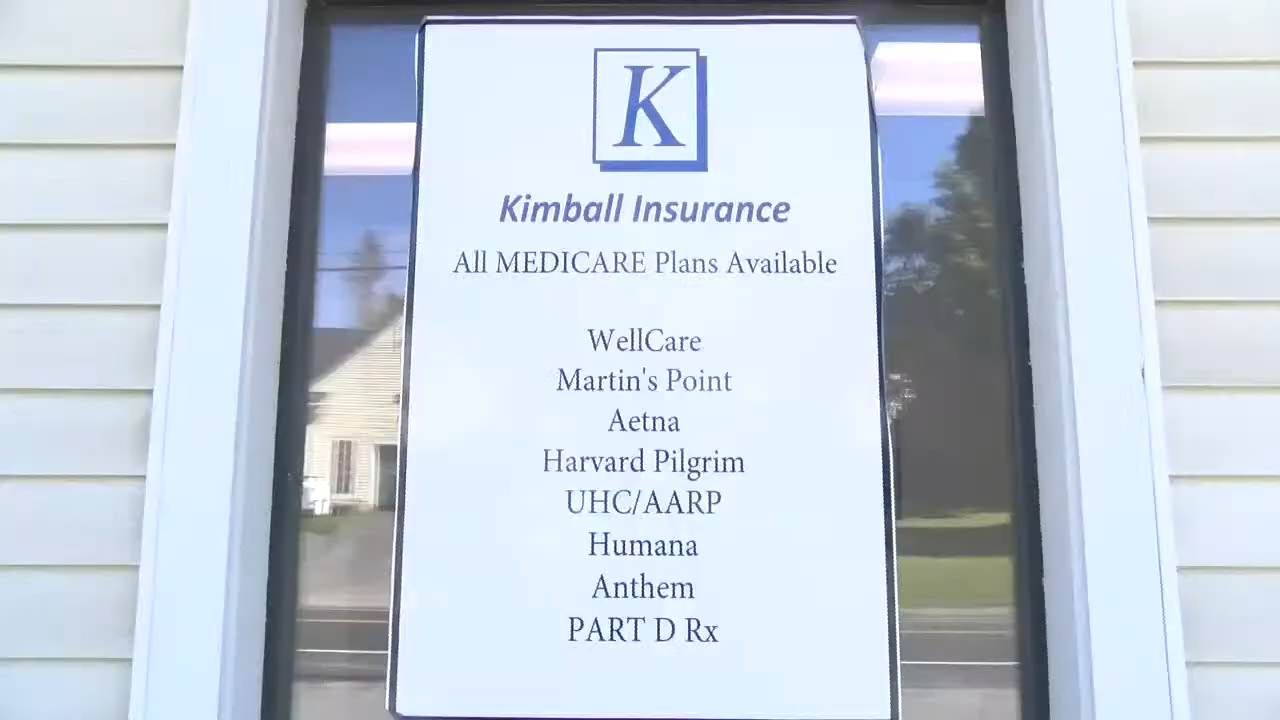 K
Kimball Insurance
All MEDICARE Plans Available
WellCare
Martin's Point
Aetna
Harvard Pilgrim
UHC/AARP
Humana
Anthem
PART D Rx